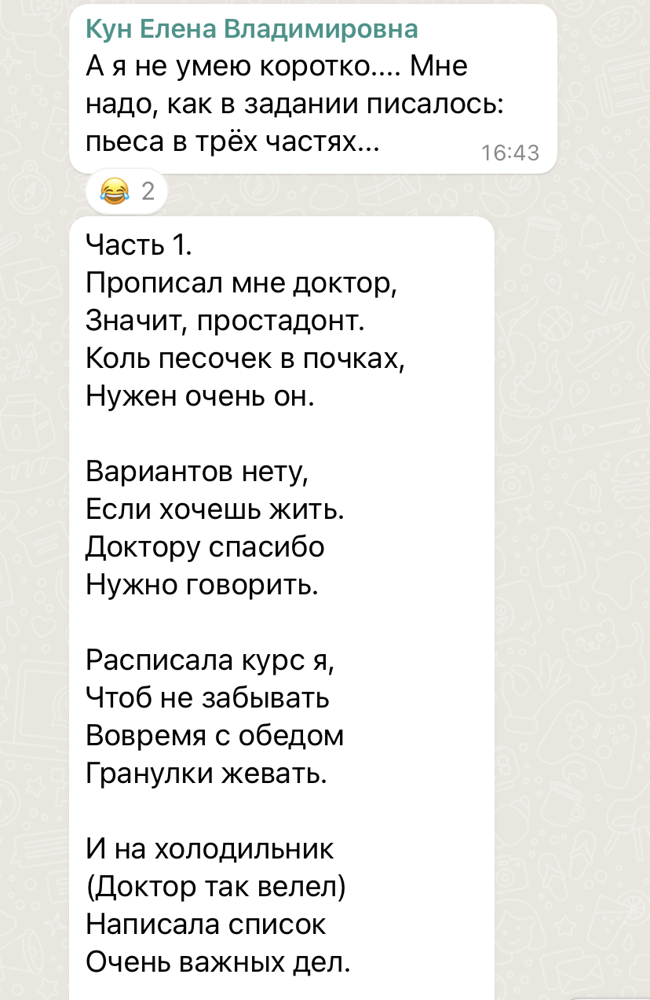 Кун Елена Владимировна
А я не умею коротко.... Мне
надо, как в задании писалось:
пьеса в трёх частях...
16:43
😂 2
Часть 1.
Прописал мне доктор,
Значит, простадонт.
Коль песочек в почках,
Нужен очень он.
Вариантов нету,
Если хочешь жить.
Доктору спасибо
Нужно говорить.
Расписала курс я,
Чтоб не забывать
Вовремя с обедом
Гранулки жевать.
И на холодильник
(Доктор так велел)
Написала список
Очень важных дел.